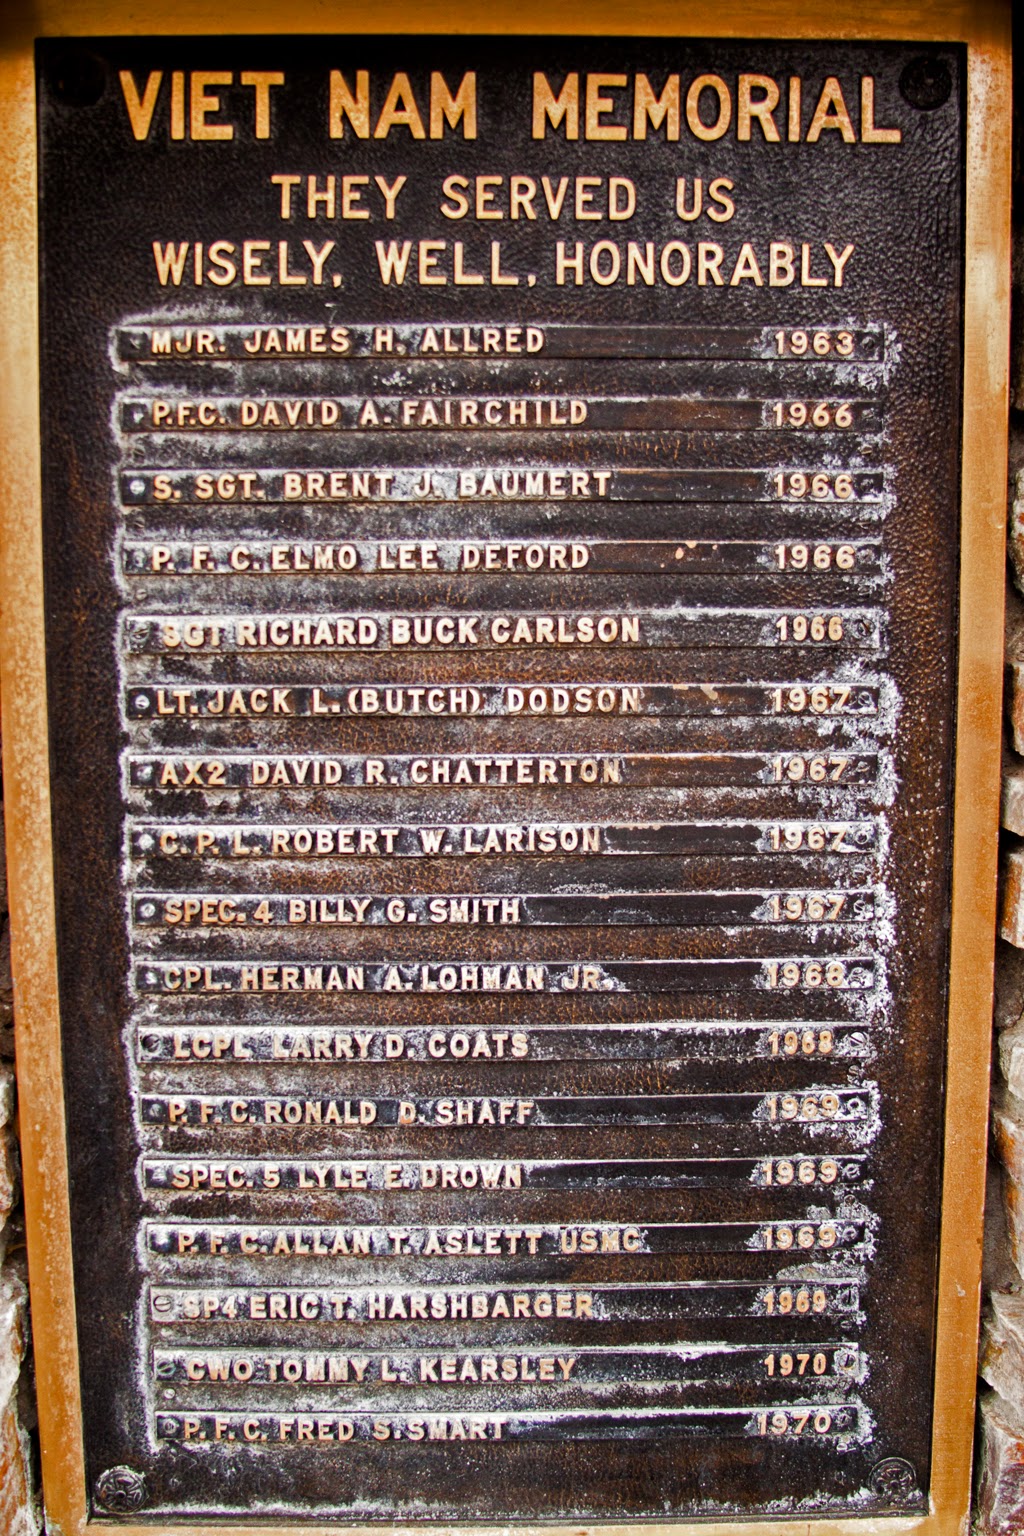 VIET NAM MEMORIAL
THEY SERVED US
WISELY, WELL, HONORABLY
MJR. JAMES H. ALLRED 1963
P.F.C. DAVID A. FAIRCHILD 1966
S. SGT. BRENT J. BAUMERT 1966
P. F. C. ELMO LEE DEFORD 1966
SGT RICHARD BUCK CARLSON 1966
LT. JACK L. (BUTCH) DODSON 1967
AX2 DAVID R. CHATTERTON 1967
C. P. L. ROBERT W. LARISON 1967
SPEC. 4 BILLY G. SMITH 1967
CPL. HERMAN A. LOHMAN JR. 1968
LCPL LARRY D. COATS 1968
P. F. C. RONALD D. SHAFF 1969
SPEC. 5 LYLE E. DROWN 1969
P. F. C. ALLAN T. ASLETT USMC 1969
SP4 ERIC T. HARSHBARGER 1969
CWO TOMMY L. KEARSLEY 1970
P. F. C. FRED S. SMART 1970